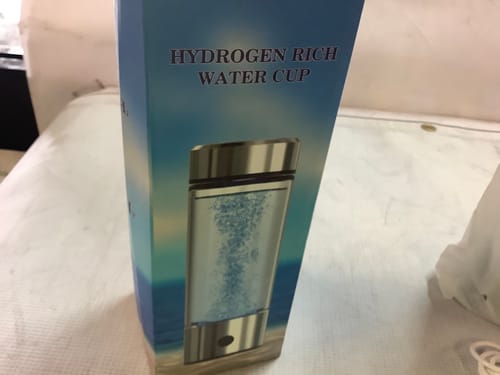 HYDROGEN RICH
WATER CUP